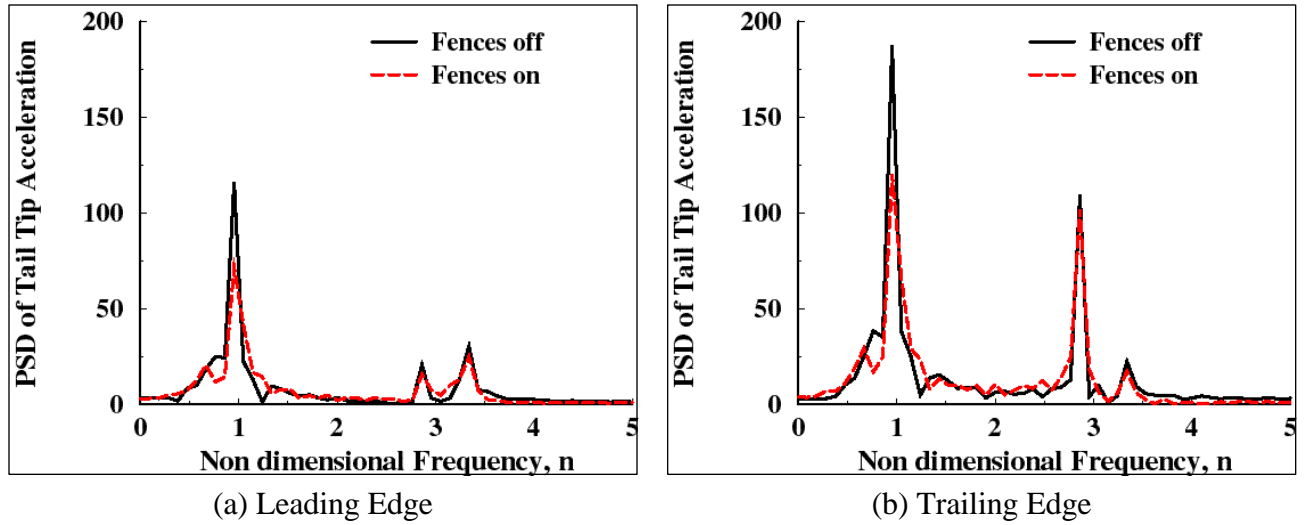 PSD of Tail Tip Acceleration
200
150
100
50
0
Fences off
Fences on
0 1 2 3 4 5
Non dimensional Frequency, n
(a) Leading Edge
PSD of Tail Tip Acceleration
200
150
100
50
0
Fences off
Fences on
0 1 2 3 4 5
Non dimensional Frequency, n
(b) Trailing Edge